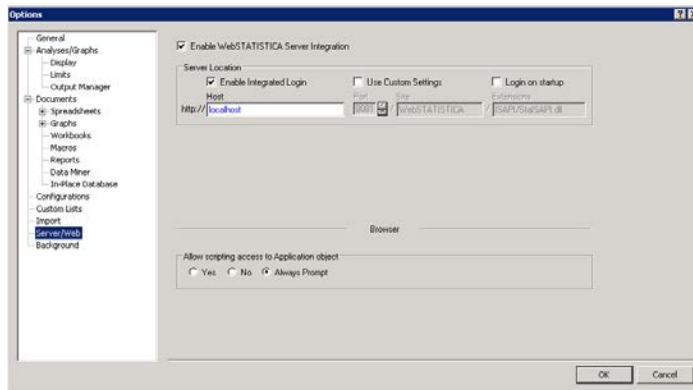 Options
General
Analyses/Graphs
Display
Limits
Output Manager
Documents
Spreadsheets
Graphs
Workbooks
Macros
Reports
Data Miner
In-Place Database
Configurations
Custom Lists
Import
Server/Web
Background
Enable WebSTATISTICA Server Integration
Server Location
Enable Integrated Login
Use Custom Settings
Login on startup
Host Port Site Extensions
http:// localhost / WebSTATISTICA / ISAPI/StaISAPI.dll
Browser
Allow scripting access to Application object
Yes No Always Prompt
OK Cancel